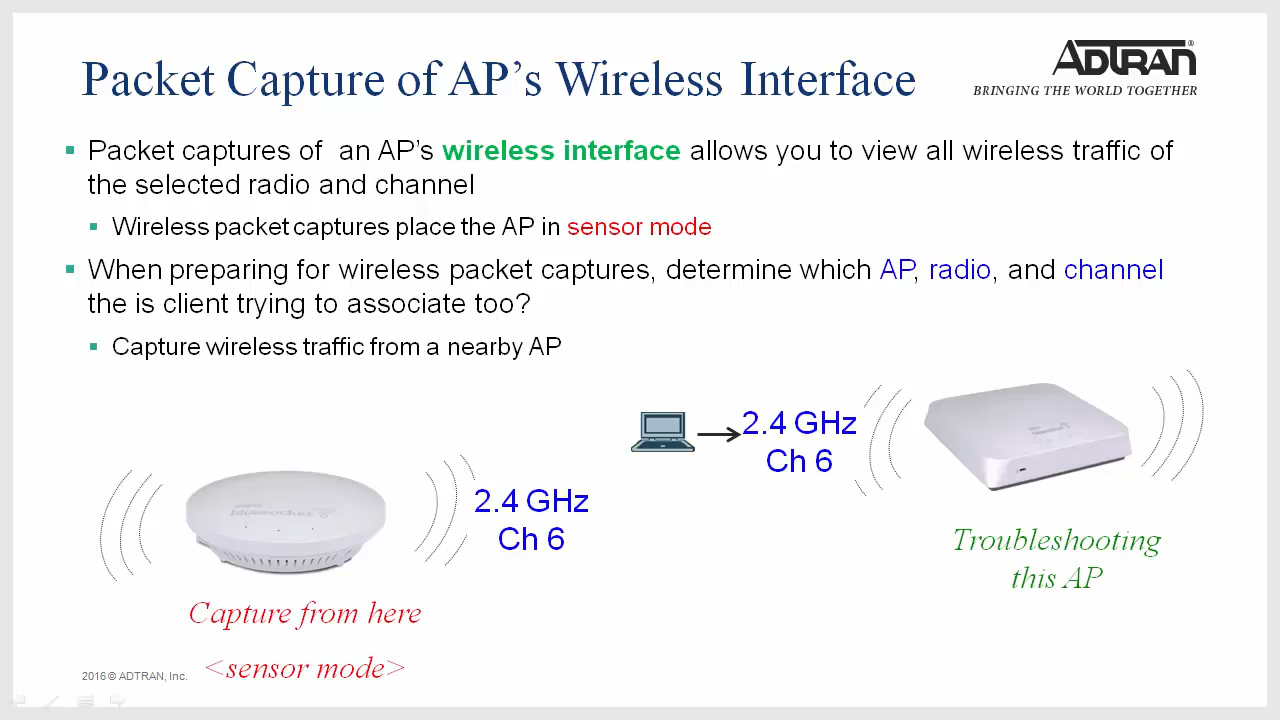 Packet Capture of AP's Wireless Interface
ADTRAN®
BRINGING THE WORLD TOGETHER
Packet captures of an AP's wireless interface allows you to view all wireless traffic of
the selected radio and channel
Wireless packet captures place the AP in sensor mode
When preparing for wireless packet captures, determine which AP, radio, and channel
the is client trying to associate too?
Capture wireless traffic from a nearby AP
2.4 GHz
Ch 6
bluesocket
2.4 GHz
Ch 6
bluesocket
Troubleshooting
this AP
Capture from here
<sensor mode>
2016 © ADTRAN, Inc.